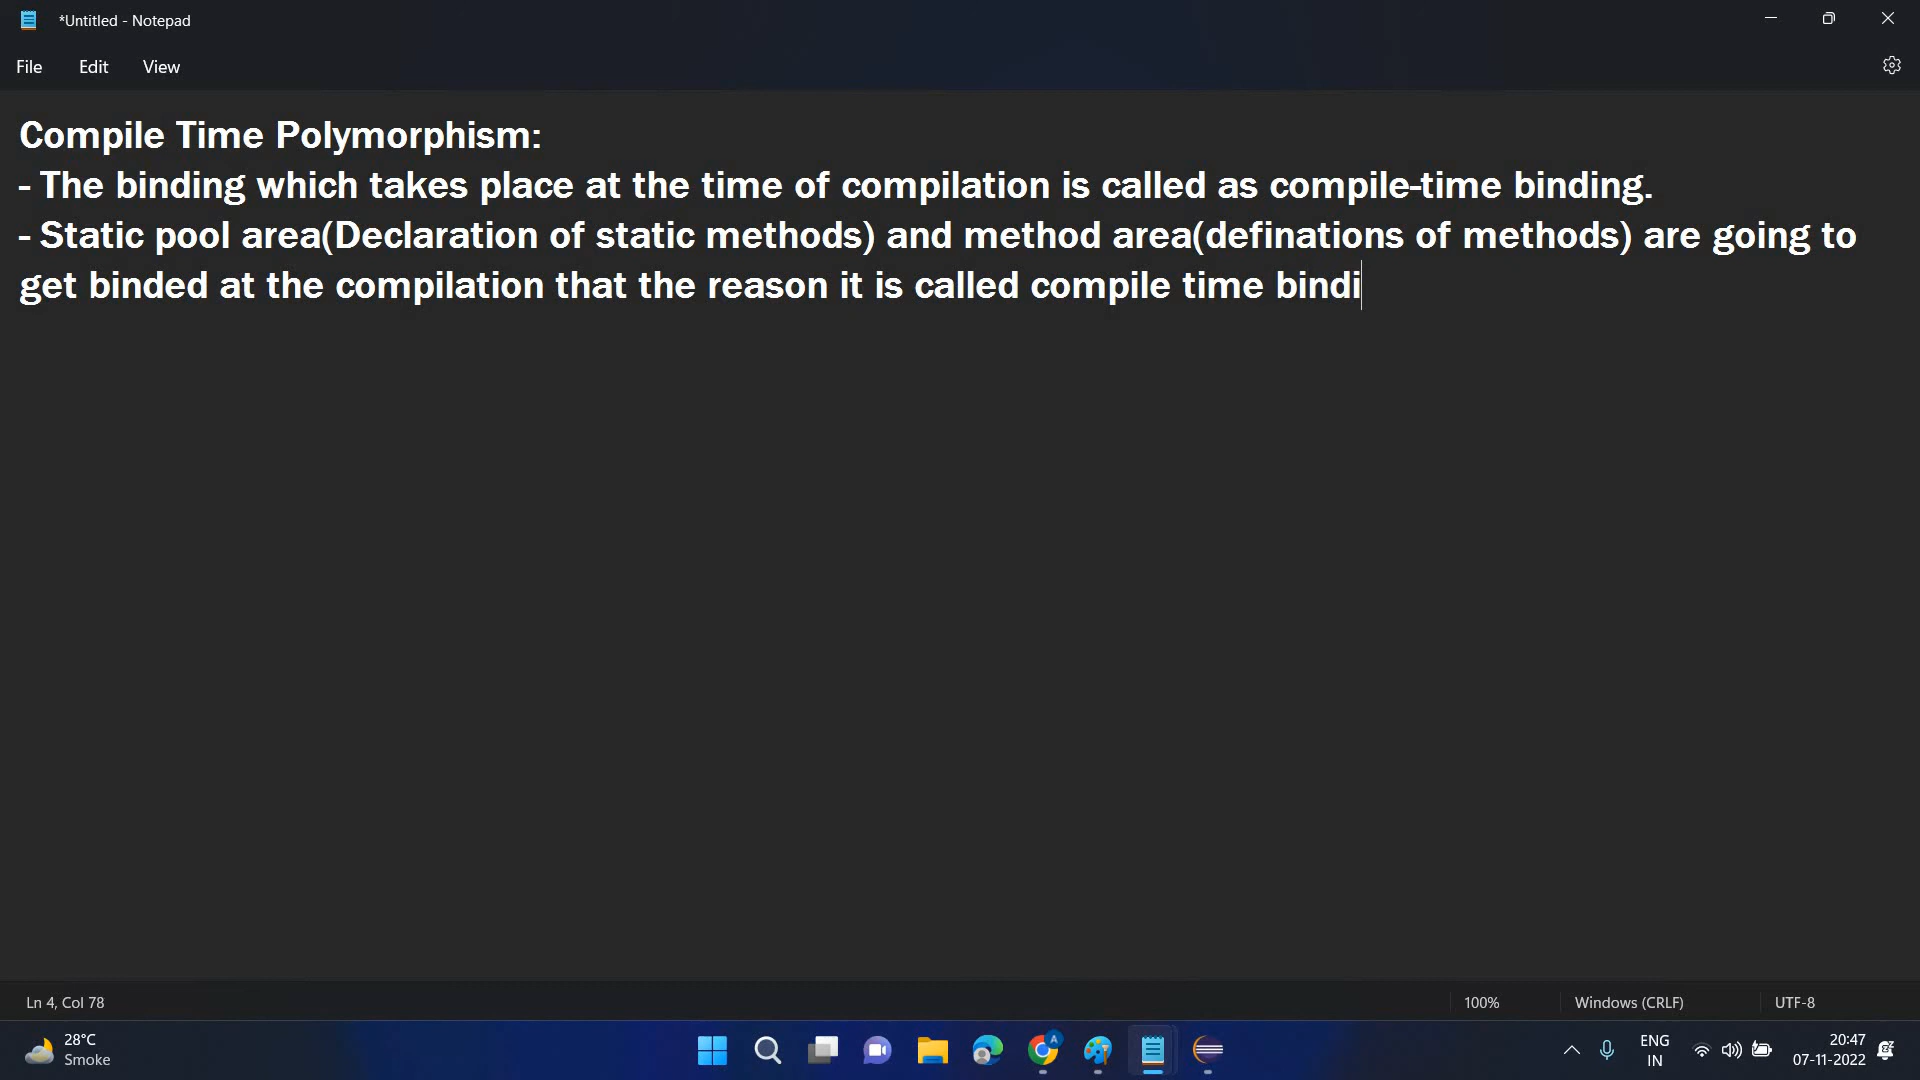 *Untitled - Notepad
File Edit View
Compile Time Polymorphism:
- The binding which takes place at the time of compilation is called as compile-time binding.
- Static pool area(Declaration of static methods) and method area(definations of methods) are going to
get binded at the compilation that the reason it is called compile time bindi
Ln 4, Col 78 100% Windows (CRLF) UTF-8
28°C
Smoke
A
ENG
IN
20:47
07-11-2022